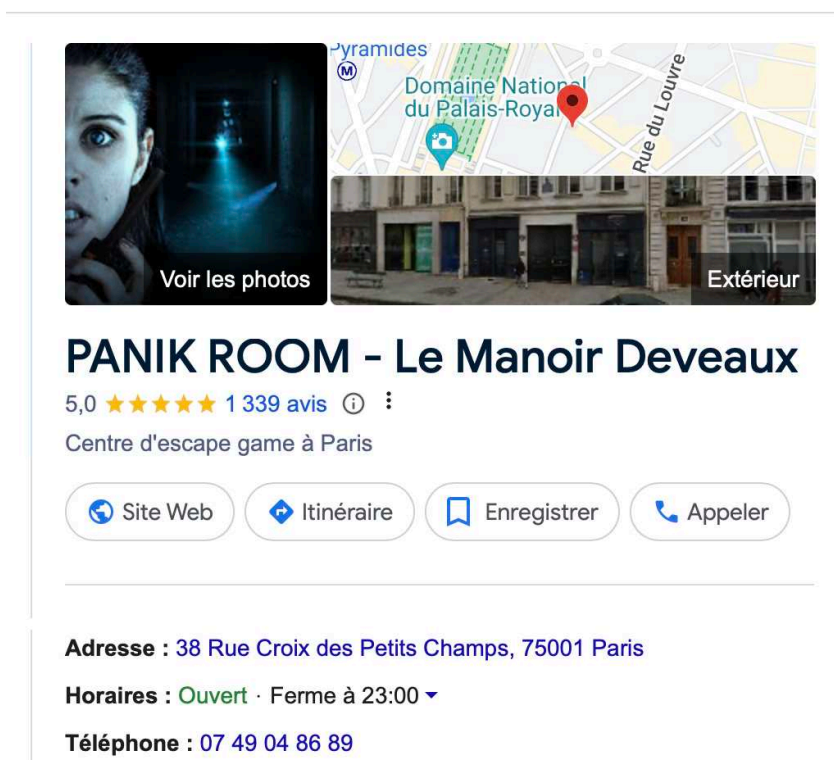 Pyramides
M
Domaine National
du Palais-Royal
Rue du Louvre
Voir les photos
Extérieur
PANIK ROOM - Le Manoir Deveaux
5,0 1 339 avis
Centre d'escape game à Paris
Site Web Itinéraire Enregistrer Appeler
Adresse : 38 Rue Croix des Petits Champs, 75001 Paris
Horaires : Ouvert · Ferme à 23:00
Téléphone : 07 49 04 86 89